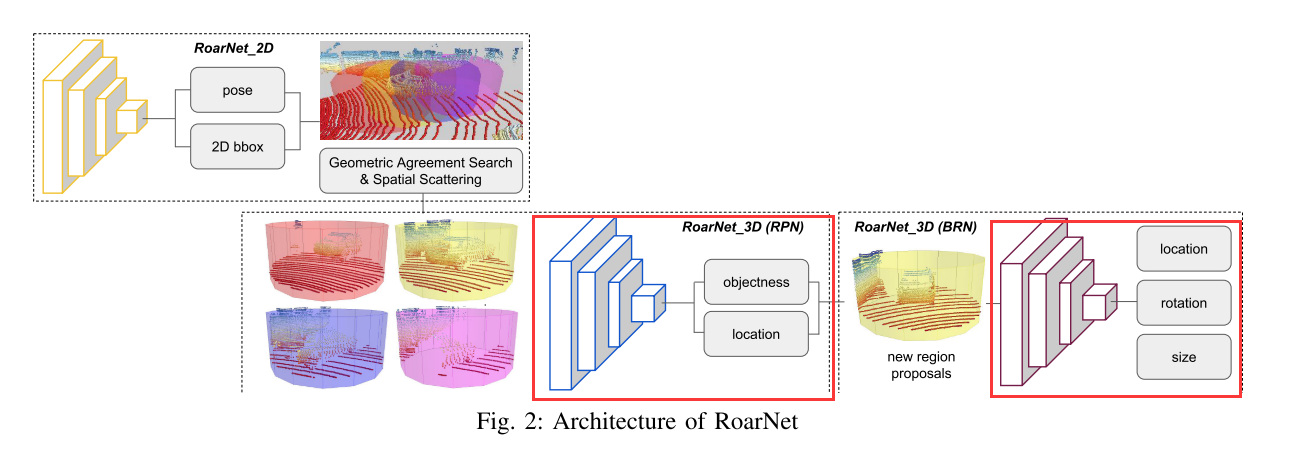 RoarNet_2D
pose
2D bbox
Geometric Agreement Search
& Spatial Scattering
RoarNet_3D (RPN)
objectness
location
RoarNet_3D (BRN)
new region
proposals
location
rotation
size
Fig. 2: Architecture of RoarNet